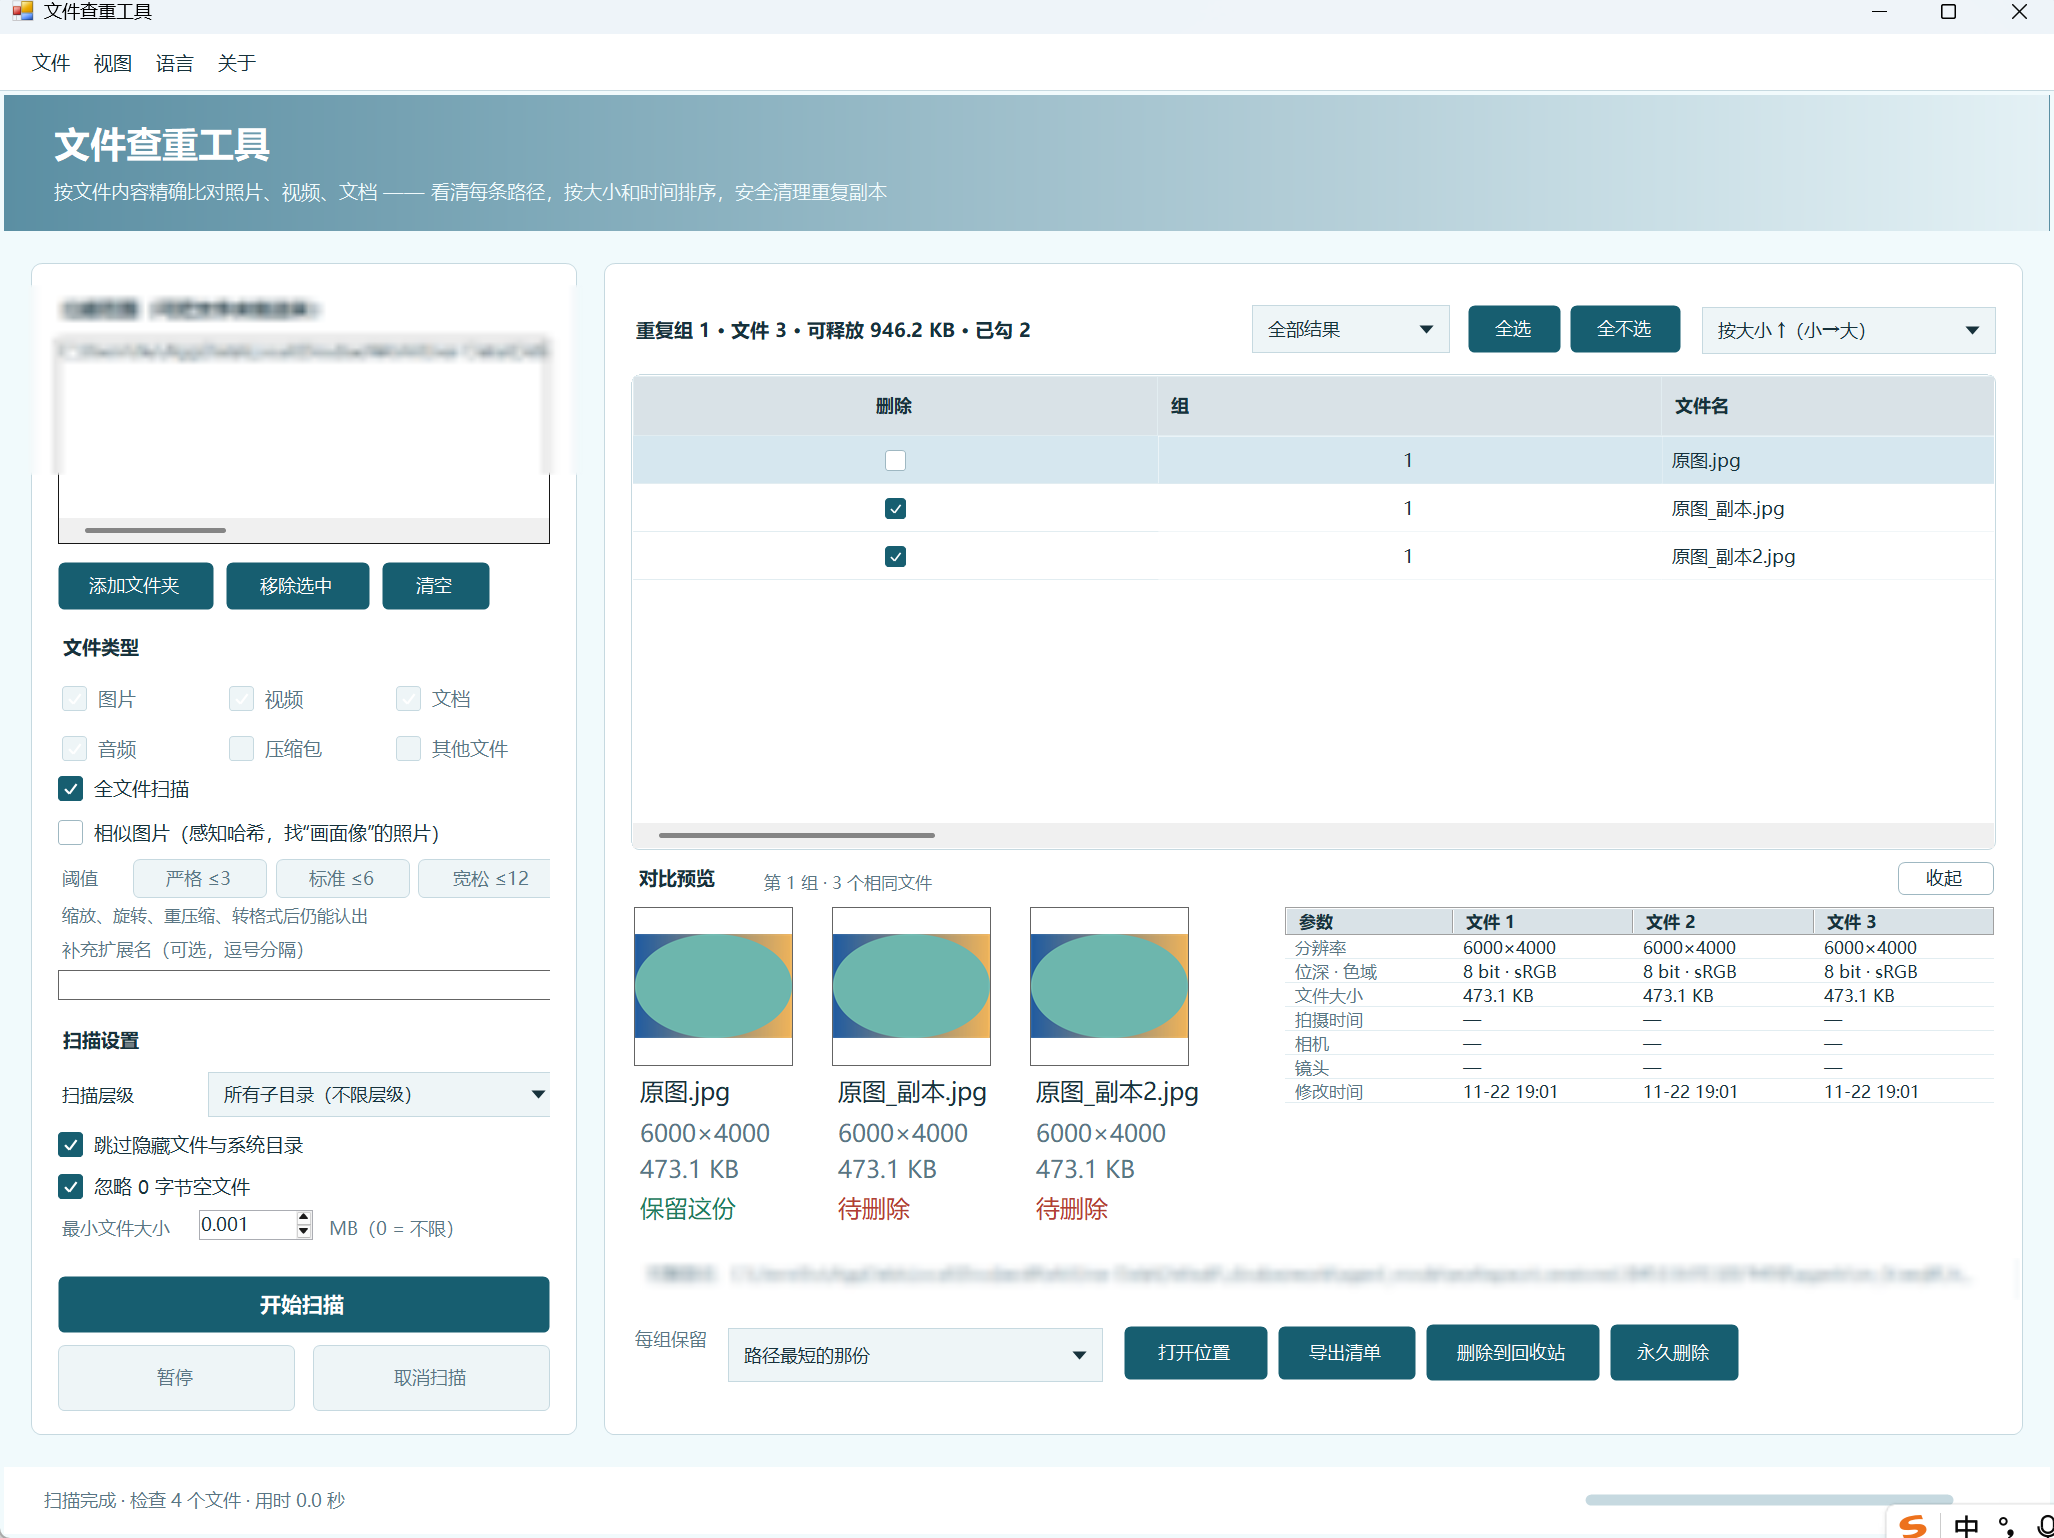 文件查重工具
文件 视图 语言 关于
文件查重工具
按文件内容精确比对照片、视频、文档 —— 看清每条路径，按大小和时间排序，安全清理重复副本
添加文件夹 移除选中 清空
文件类型
图片 视频 文档
音频 压缩包 其他文件
全文件扫描
相似图片（感知哈希，找“画面像”的照片）
阈值 严格 ≤3 标准 ≤6 宽松 ≤12
缩放、旋转、重压缩、转格式后仍能认出
补充扩展名（可选，逗号分隔）
扫描设置
扫描层级 所有子目录（不限层级）
跳过隐藏文件与系统目录
忽略 0 字节空文件
最小文件大小 0.001 MB（0 = 不限）
开始扫描
暂停 取消扫描
重复组 1 • 文件 3 • 可释放 946.2 KB • 已勾 2
全部结果 全选 全不选 按大小↑（小→大）
删除 组 文件名
1 原图.jpg
1 原图_副本.jpg
1 原图_副本2.jpg
对比预览 第 1 组 · 3 个相同文件 收起
原图.jpg 原图_副本.jpg 原图_副本2.jpg
6000×4000 6000×4000 6000×4000
473.1 KB 473.1 KB 473.1 KB
保留这份 待删除 待删除
参数 文件 1 文件 2 文件 3
分辨率 6000×4000 6000×4000 6000×4000
位深 · 色域 8 bit · sRGB 8 bit · sRGB 8 bit · sRGB
文件大小 473.1 KB 473.1 KB 473.1 KB
拍摄时间 — — —
相机 — — —
镜头 — — —
修改时间 11-22 19:01 11-22 19:01 11-22 19:01
每组保留 路径最短的那份 打开位置 导出清单 删除到回收站 永久删除
扫描完成 · 检查 4 个文件 · 用时 0.0 秒
中